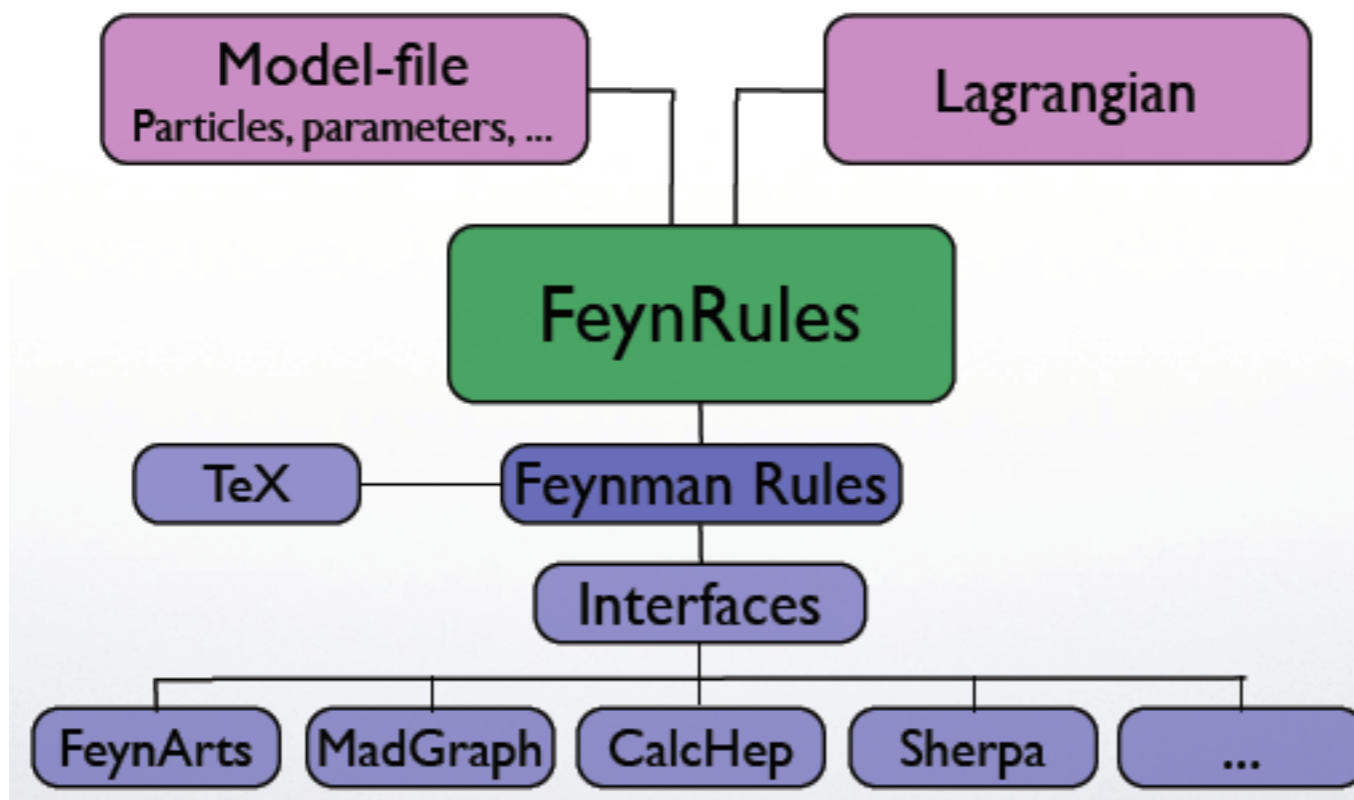 Model-file
Particles, parameters, ...
Lagrangian
FeynRules
TeX
Feynman Rules
Interfaces
FeynArts
MadGraph
CalcHep
Sherpa
...